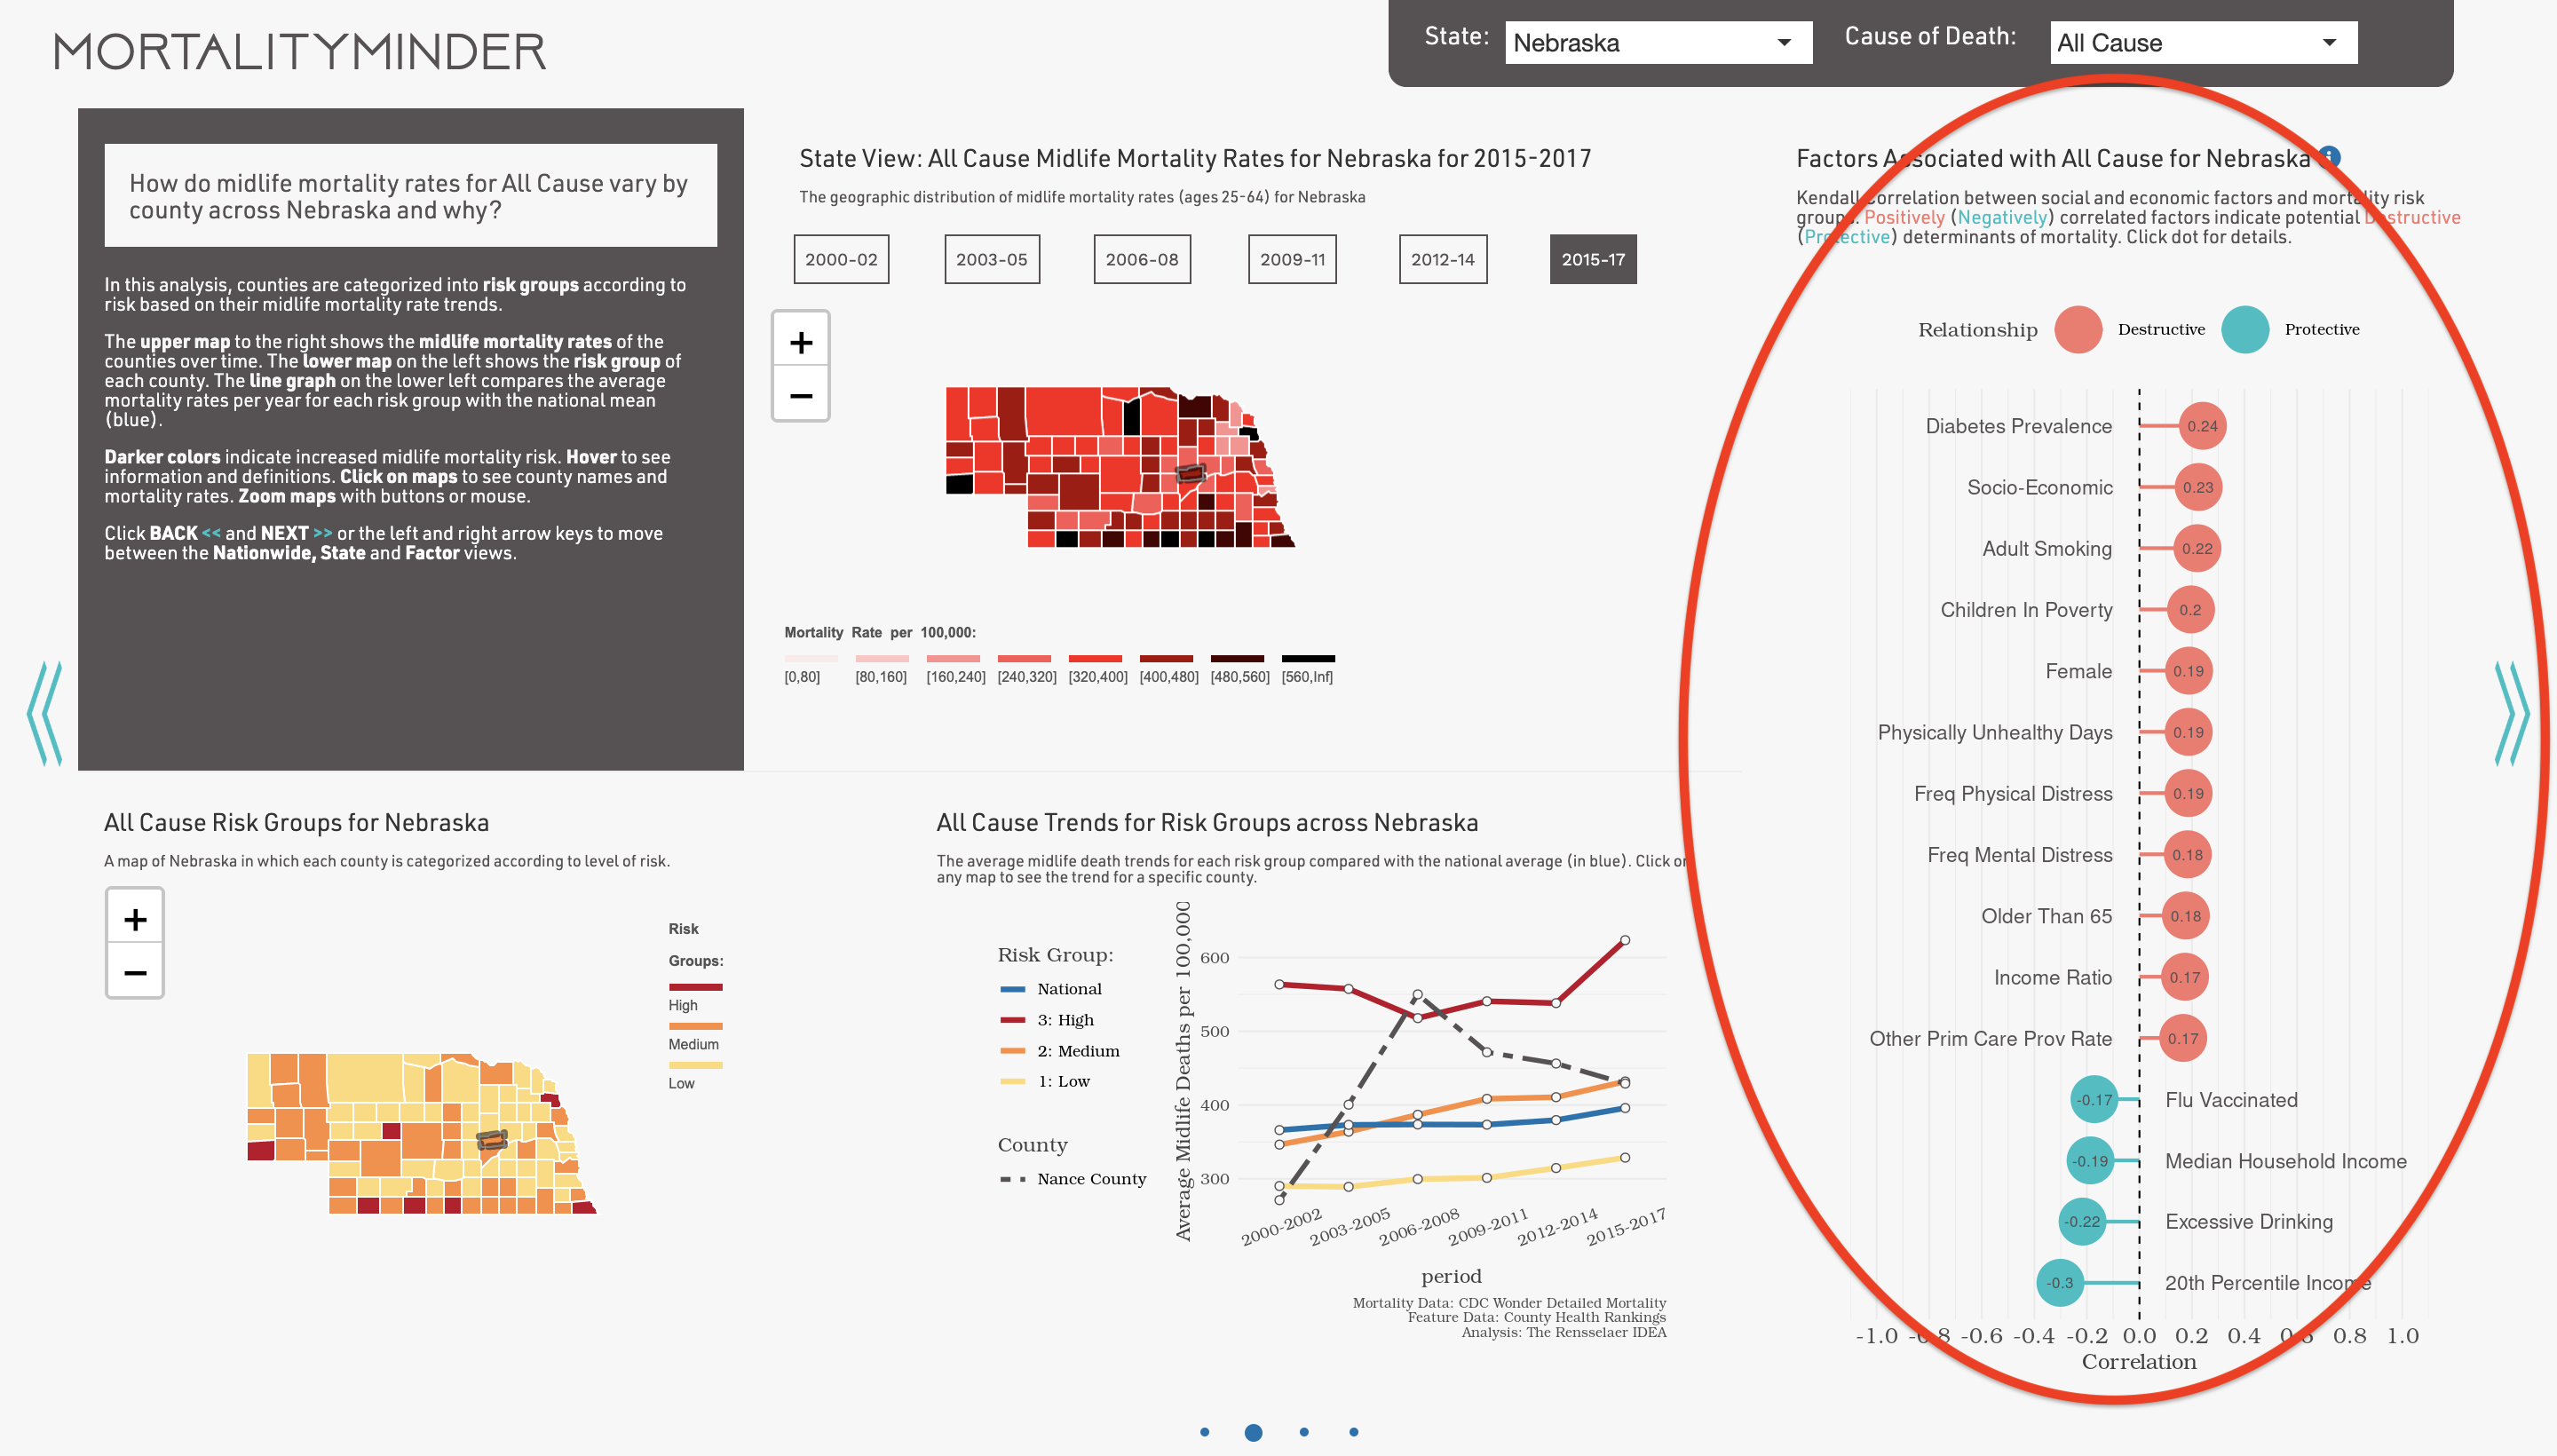 MORTALITYMINDER
State:
Nebraska
Cause of Death:
All Cause
How do midlife mortality rates for All Cause vary by
county across Nebraska and why?
In this analysis, counties are categorized into risk groups according to
risk based on their midlife mortality rate trends.
The upper map to the right shows the midlife mortality rates of the
counties over time. The lower map on the left shows the risk group of
each county. The line graph on the lower left compares the average
mortality rates per year for each risk group with the national mean
(blue).
Darker colors indicate increased midlife mortality risk. Hover to see
information and definitions. Click on maps to see county names and
mortality rates. Zoom maps with buttons or mouse.
Click BACK << and NEXT >> or the left and right arrow keys to move
between the Nationwide, State and Factor views.
State View: All Cause Midlife Mortality Rates for Nebraska for 2015-2017
The geographic distribution of midlife mortality rates (ages 25-64) for Nebraska
2000-02 2003-05 2006-08 2009-11 2012-14 2015-17
+
−
Mortality Rate per 100,000:
[0,80] [80,160] [160,240] [240,320] [320,400] [400,480] [480,560] [560,Inf]
All Cause Risk Groups for Nebraska
A map of Nebraska in which each county is categorized according to level of risk.
+
−
Risk
Groups:
High
Medium
Low
All Cause Trends for Risk Groups across Nebraska
The average midlife death trends for each risk group compared with the national average (in blue). Click on
any map to see the trend for a specific county.
Risk Group:
National
3: High
2: Medium
1: Low
County
Nance County
Average Midlife Deaths per 100,000
600
500
400
300
2000-2002 2003-2005 2006-2008 2009-2011 2012-2014 2015-2017
period
Mortality Data: CDC Wonder Detailed Mortality
Feature Data: County Health Rankings
Analysis: The Rensselaer IDEA
Factors Associated with All Cause for Nebraska i
Kendall Correlation between social and economic factors and mortality risk
group. Positively (Negatively) correlated factors indicate potential Destructive
(Protective) determinants of mortality. Click dot for details.
Relationship Destructive Protective
Diabetes Prevalence 0.24
Socio-Economic 0.23
Adult Smoking 0.22
Children In Poverty 0.2
Female 0.19
Physically Unhealthy Days 0.19
Freq Physical Distress 0.19
Freq Mental Distress 0.18
Older Than 65 0.18
Income Ratio 0.17
Other Prim Care Prov Rate 0.17
-0.17 Flu Vaccinated
-0.19 Median Household Income
-0.22 Excessive Drinking
-0.3 20th Percentile Income
-1.0 -0.8 -0.6 -0.4 -0.2 0.0 0.2 0.4 0.6 0.8 1.0
Correlation